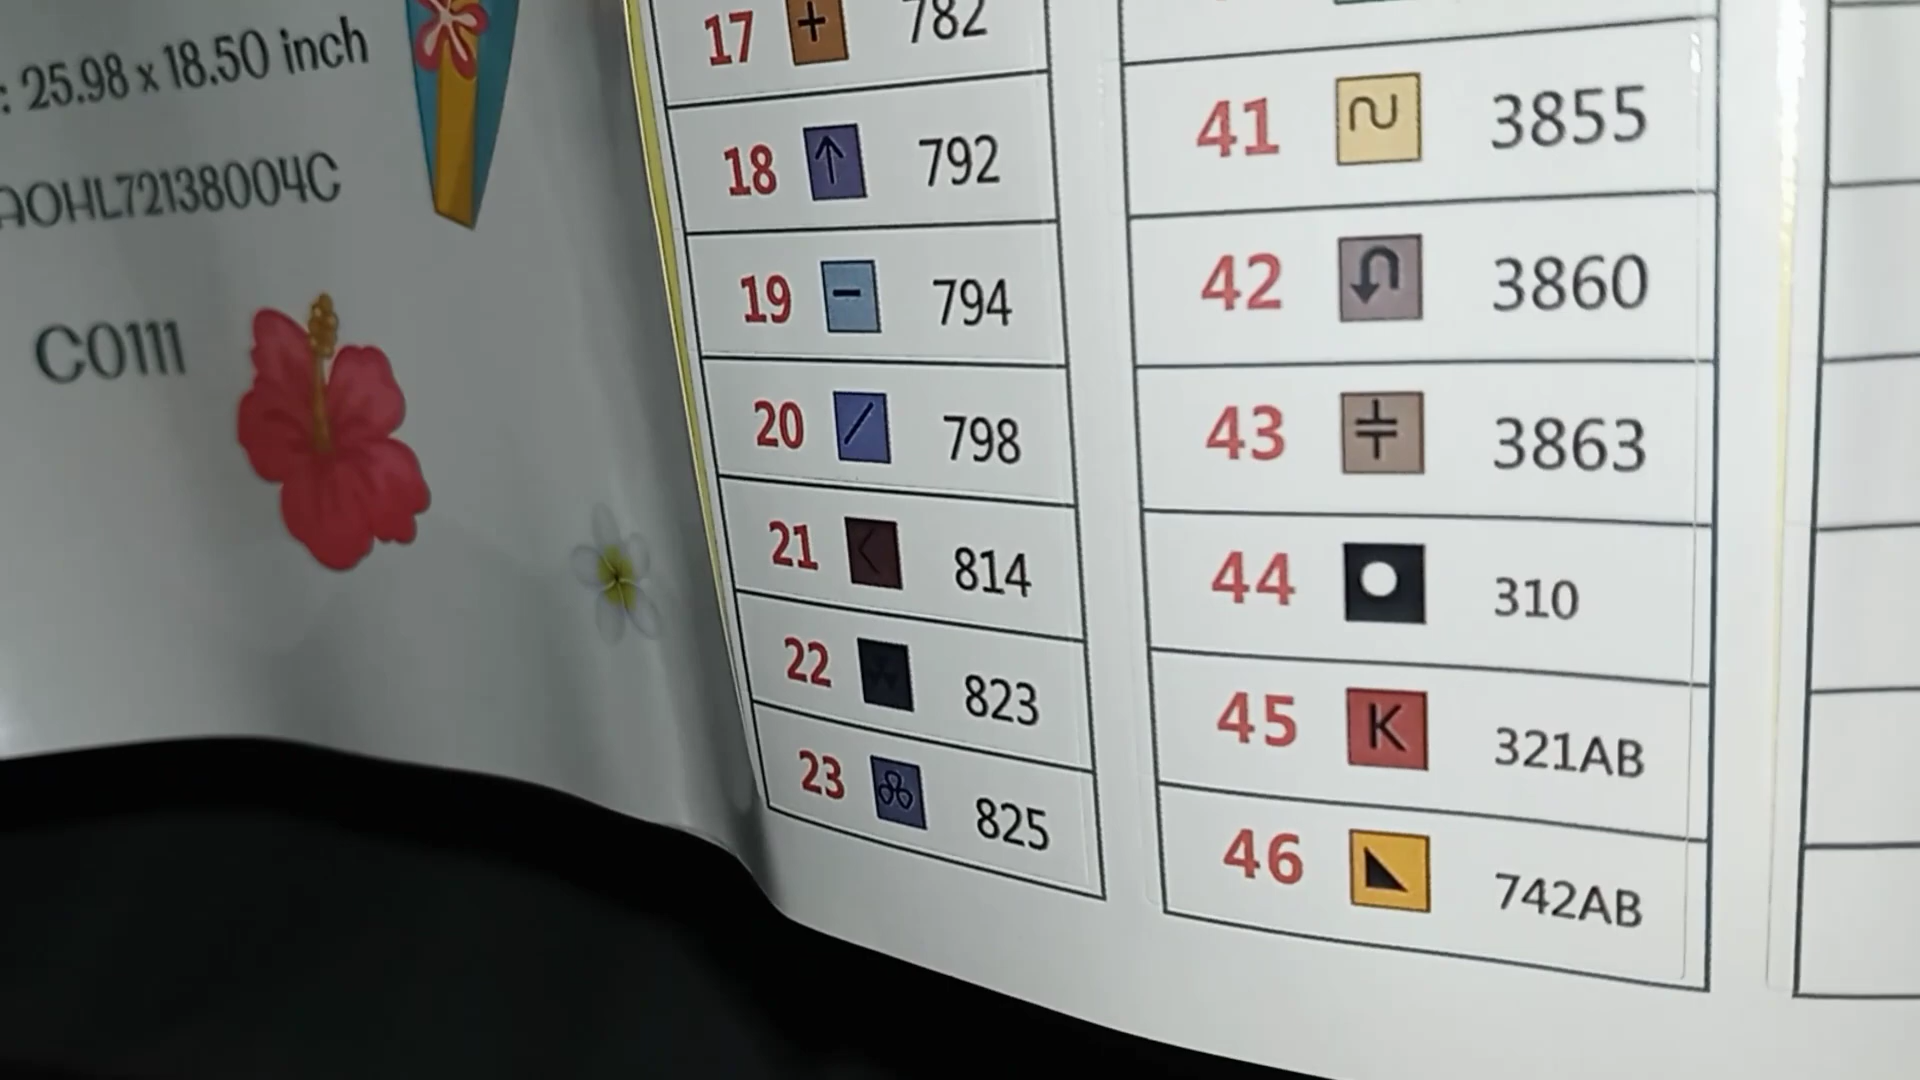 : 25.98 x 18.50 inch
AOHL72138004C
C0111
17 + 782
18 ↑ 792
19 – 794
20 / 798
21 < 814
22 823
23 825
41 3855
42 3860
43 3863
44 310
45 K 321AB
46 742AB